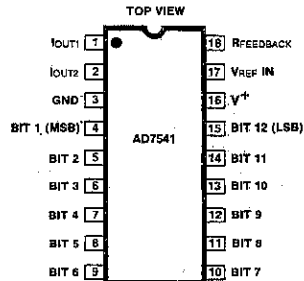 TOP VIEW
IOUT1 1 18 RFEEDBACK
IOUT2 2 17 VREF IN
GND 3 16 V+
BIT 1 (MSB) 4 AD7541 15 BIT 12 (LSB)
BIT 2 5 14 BIT 11
BIT 3 6 13 BIT 10
BIT 4 7 12 BIT 9
BIT 5 8 11 BIT 8
BIT 6 9 10 BIT 7